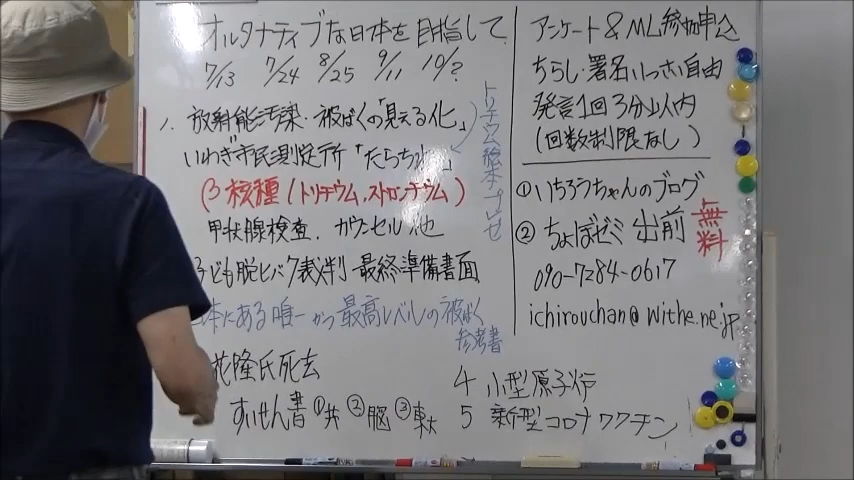 オルタナティブな日本を目指して
7/13 7/24 8/25 9/11 10/?
1. 放射能汚染・被ばくの「見える化」
いわき市民測定所「たらちね」
(β核種(トリチウム,ストロンチウム)
甲状腺検査. カウンセル他
子ども脱ヒバク裁判 最終準備書面
日本にある唯一かつ最高レベルの被ばく
参考書
花隆氏死去
すいせん書 ①共 ②脳 ③東大
4 小型原子炉
5 新型コロナワクチン
トリチウム絵本プレゼ
アンケート&ML参加申込
ちらし・署名いっさい自由
発言1回3分以内
(回数制限なし)
①いちろうちゃんのブログ
②ちょぼゼミ出前
無料
090-7284-0617
ichirouchan@withe.ne.jp